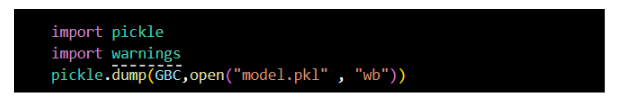 import pickle
import warnings
pickle.dump(GBC,open("model.pkl" , "wb"))